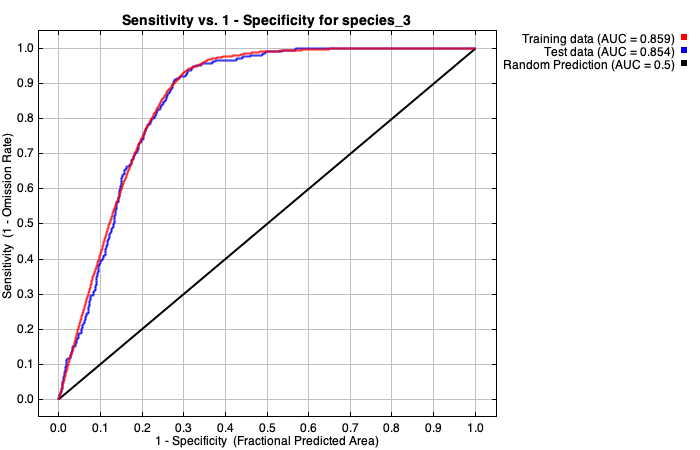 Sensitivity vs. 1 - Specificity for species_3
Training data (AUC = 0.859)
Test data (AUC = 0.854)
Random Prediction (AUC = 0.5)
Sensitivity (1 - Omission Rate)
1.0
0.9
0.8
0.7
0.6
0.5
0.4
0.3
0.2
0.1
0.0
0.0 0.1 0.2 0.3 0.4 0.5 0.6 0.7 0.8 0.9 1.0
1 - Specificity (Fractional Predicted Area)